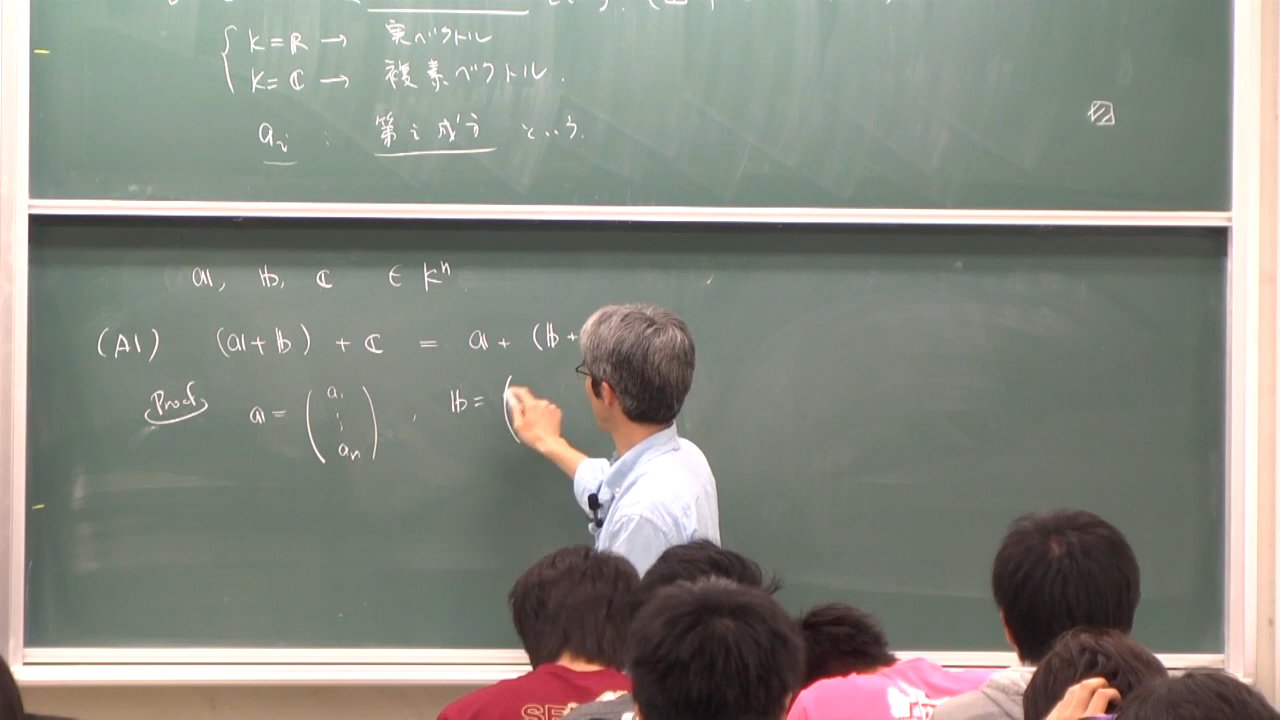 K=ℝ → 実ベクトル
K=ℂ → 複素ベクトル.
aᵢ : 第i成分 という.
𝕒, 𝕓, 𝕔 ∈ Kⁿ
(A1) (𝕒+𝕓) + 𝕔 = 𝕒 + (𝕓+
Proof 𝕒 = (a₁ ⋮ aₙ), 𝕓 = (
SE